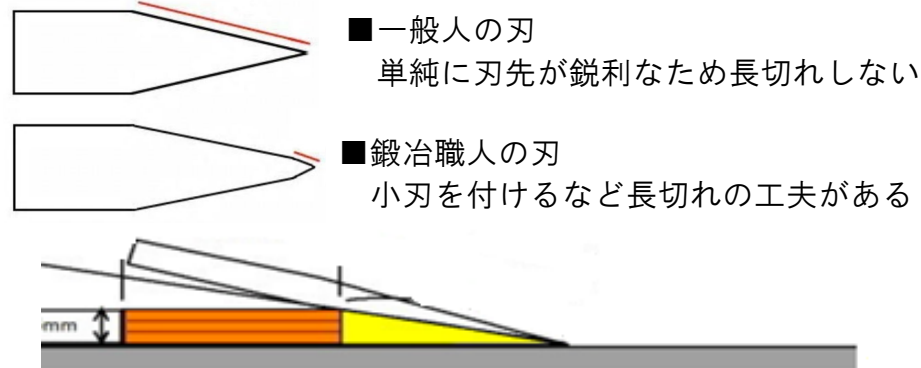 ■一般人の刃
単純に刃先が鋭利なため長切れしない
■鍛冶職人の刃
小刃を付けるなど長切れの工夫がある
mm